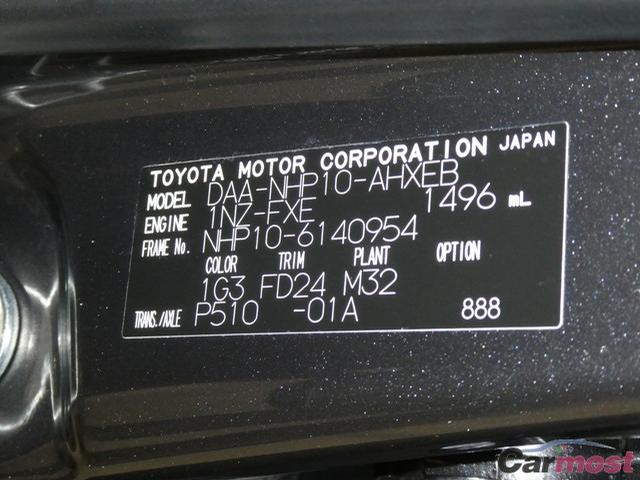 TOYOTA MOTOR CORPORATION JAPAN
MODEL DAA-NHP10-AHXEB
ENGINE 1NZ-FXE 1496 mL
FRAME No. NHP10-6140954
COLOR TRIM PLANT OPTION
1G3 FD24 M32
TRANS./AXLE P510 -01A 888
Carmost